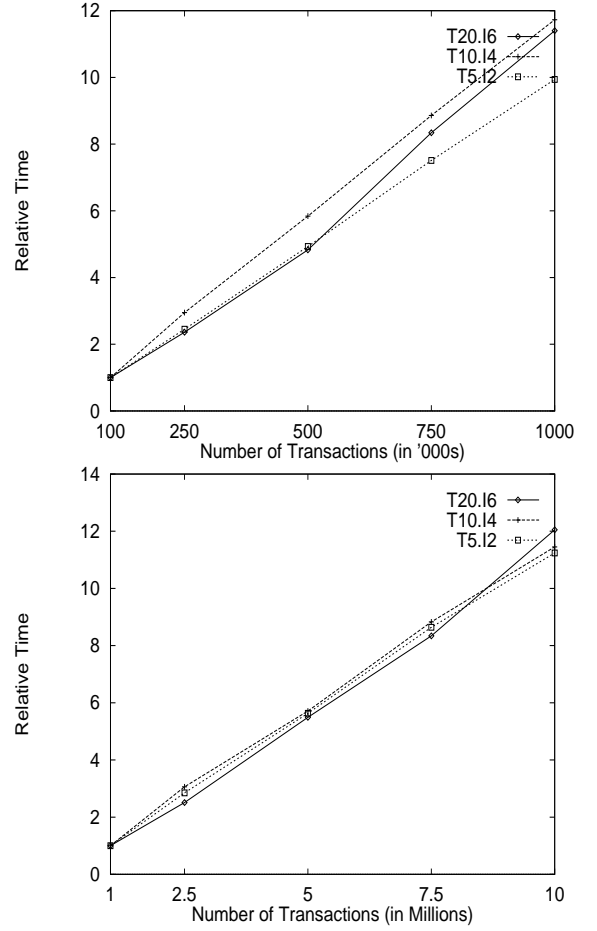 12
10
8
6
4
2
0
Relative Time
T20.I6
T10.I4
T5.I2
100 250 500 750 1000
Number of Transactions (in '000s)
14
12
10
8
6
4
2
0
Relative Time
T20.I6
T10.I4
T5.I2
1 2.5 5 7.5 10
Number of Transactions (in Millions)